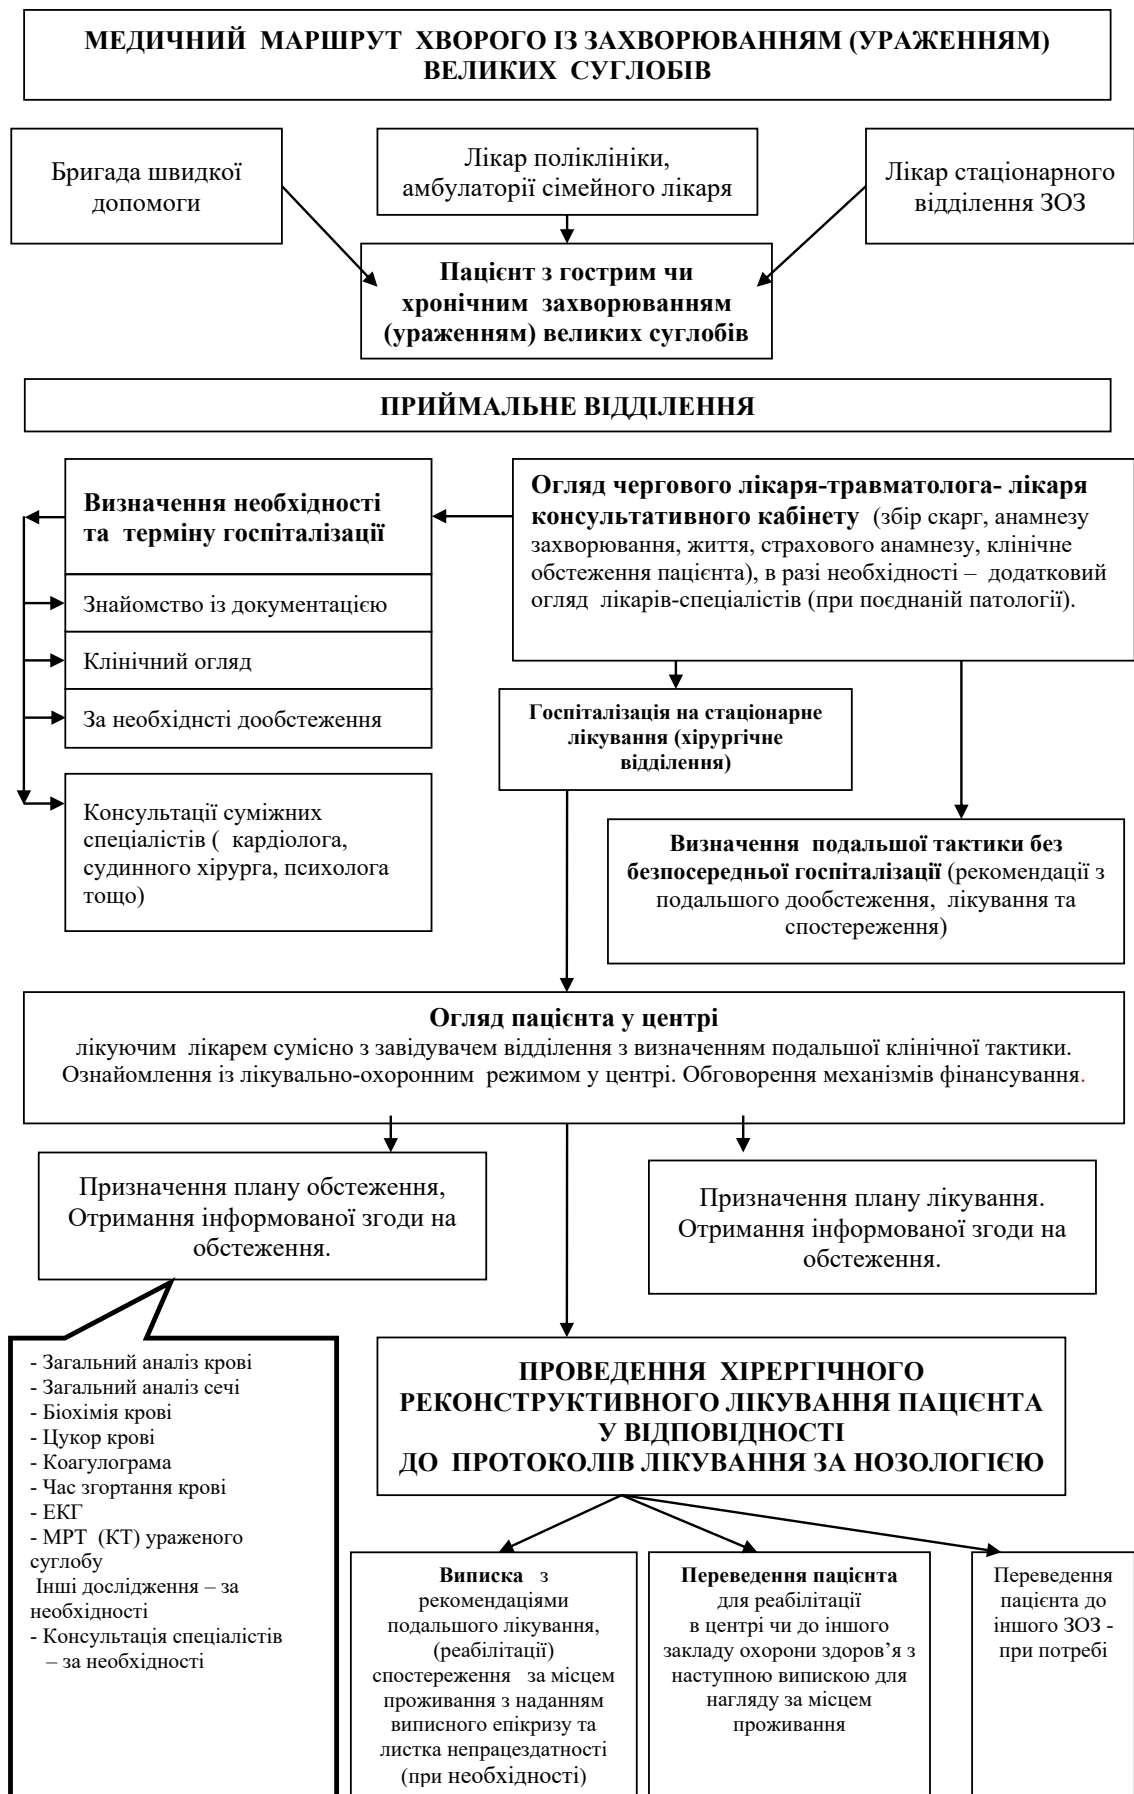 МЕДИЧНИЙ МАРШРУТ ХВОРОГО ІЗ ЗАХВОРЮВАННЯМ (УРАЖЕННЯМ)
ВЕЛИКИХ СУГЛОБІВ
Бригада швидкої
допомоги
Лікар поліклініки,
амбулаторії сімейного лікаря
Лікар стаціонарного
відділення ЗОЗ
Пацієнт з гострим чи
хронічним захворюванням
(ураженням) великих суглобів
ПРИЙМАЛЬНЕ ВІДДІЛЕННЯ
Визначення необхідності
та терміну госпіталізації
Знайомство із документацією
Клінічний огляд
За необхіднсті дообстеження
Консультації суміжних
спеціалістів ( кардіолога,
судинного хірурга, психолога
тощо)
Огляд чергового лікаря-травматолога- лікаря
консультативного кабінету (збір скарг, анамнезу
захворювання, життя, страхового анамнезу, клінічне
обстеження пацієнта), в разі необхідності – додатковий
огляд лікарів-спеціалістів (при поєднаній патології).
Госпіталізація на стаціонарне
лікування (хірургічне
відділення)
Визначення подальшої тактики без
безпосередньої госпіталізації (рекомендації з
подальшого дообстеження, лікування та
спостереження)
Огляд пацієнта у центрі
лікуючим лікарем сумісно з завідувачем відділення з визначенням подальшої клінічної тактики.
Ознайомлення із лікувально-охоронним режимом у центрі. Обговорення механізмів фінансування.
Призначення плану обстеження,
Отримання інформованої згоди на
обстеження.
Призначення плану лікування.
Отримання інформованої згоди на
обстеження.
- Загальний аналіз крові
- Загальний аналіз сечі
- Біохімія крові
- Цукор крові
- Коагулограма
- Час згортання крові
- ЕКГ
- МРТ (КТ) ураженого
суглобу
Інші дослідження – за
необхідності
- Консультація спеціалістів
– за необхідності
ПРОВЕДЕННЯ ХІРЕРГІЧНОГО
РЕКОНСТРУКТИВНОГО ЛІКУВАННЯ ПАЦІЄНТА
У ВІДПОВІДНОСТІ
ДО ПРОТОКОЛІВ ЛІКУВАННЯ ЗА НОЗОЛОГІЄЮ
Виписка з
рекомендаціями
подальшого лікування,
(реабілітації)
спостереження за місцем
проживання з наданням
виписного епікризу та
листка непрацездатності
(при необхідності)
Переведення пацієнта
для реабілітації
в центрі чи до іншого
закладу охорони здоров'я з
наступною випискою для
нагляду за місцем
проживання
Переведення
пацієнта до
іншого ЗОЗ -
при потребі